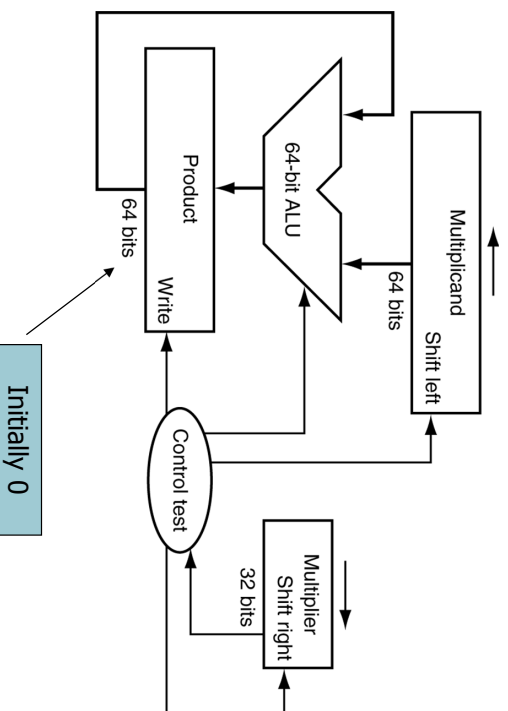 Multiplicand
Shift left
64 bits
64-bit ALU
Product
Write
64 bits
Control test
Multiplier
Shift right
32 bits
Initially 0